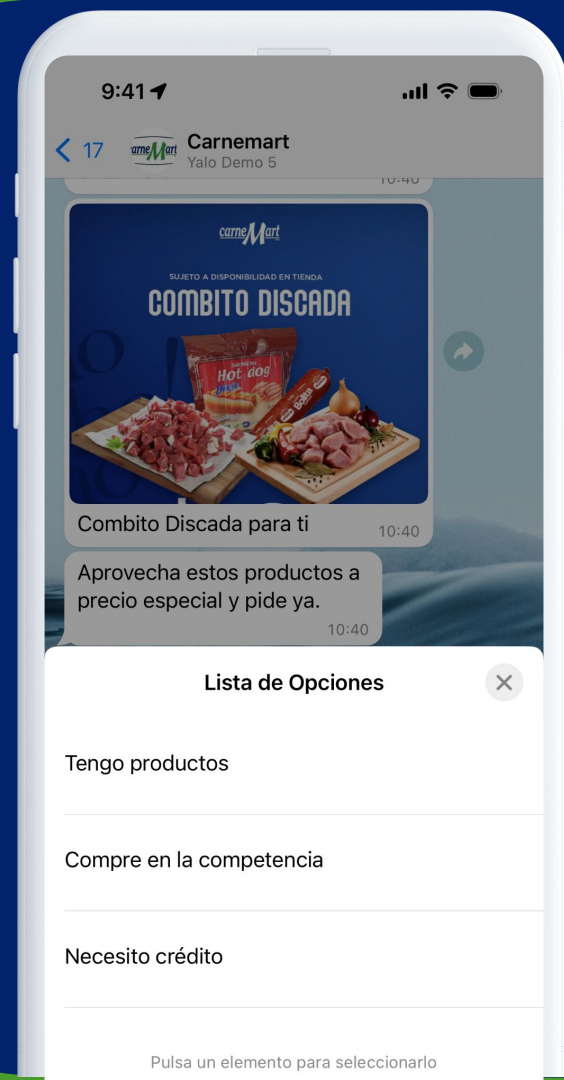 9:41
17
carneMart
Carnemart
Yalo Demo 5
10:40
carneMart
SUJETO A DISPONIBILIDAD EN TIENDA
COMBITO DISCADA
Hot dog
Combito Discada para ti
10:40
Aprovecha estos productos a
precio especial y pide ya.
10:40
Lista de Opciones
Tengo productos
Compre en la competencia
Necesito crédito
Pulsa un elemento para seleccionarlo